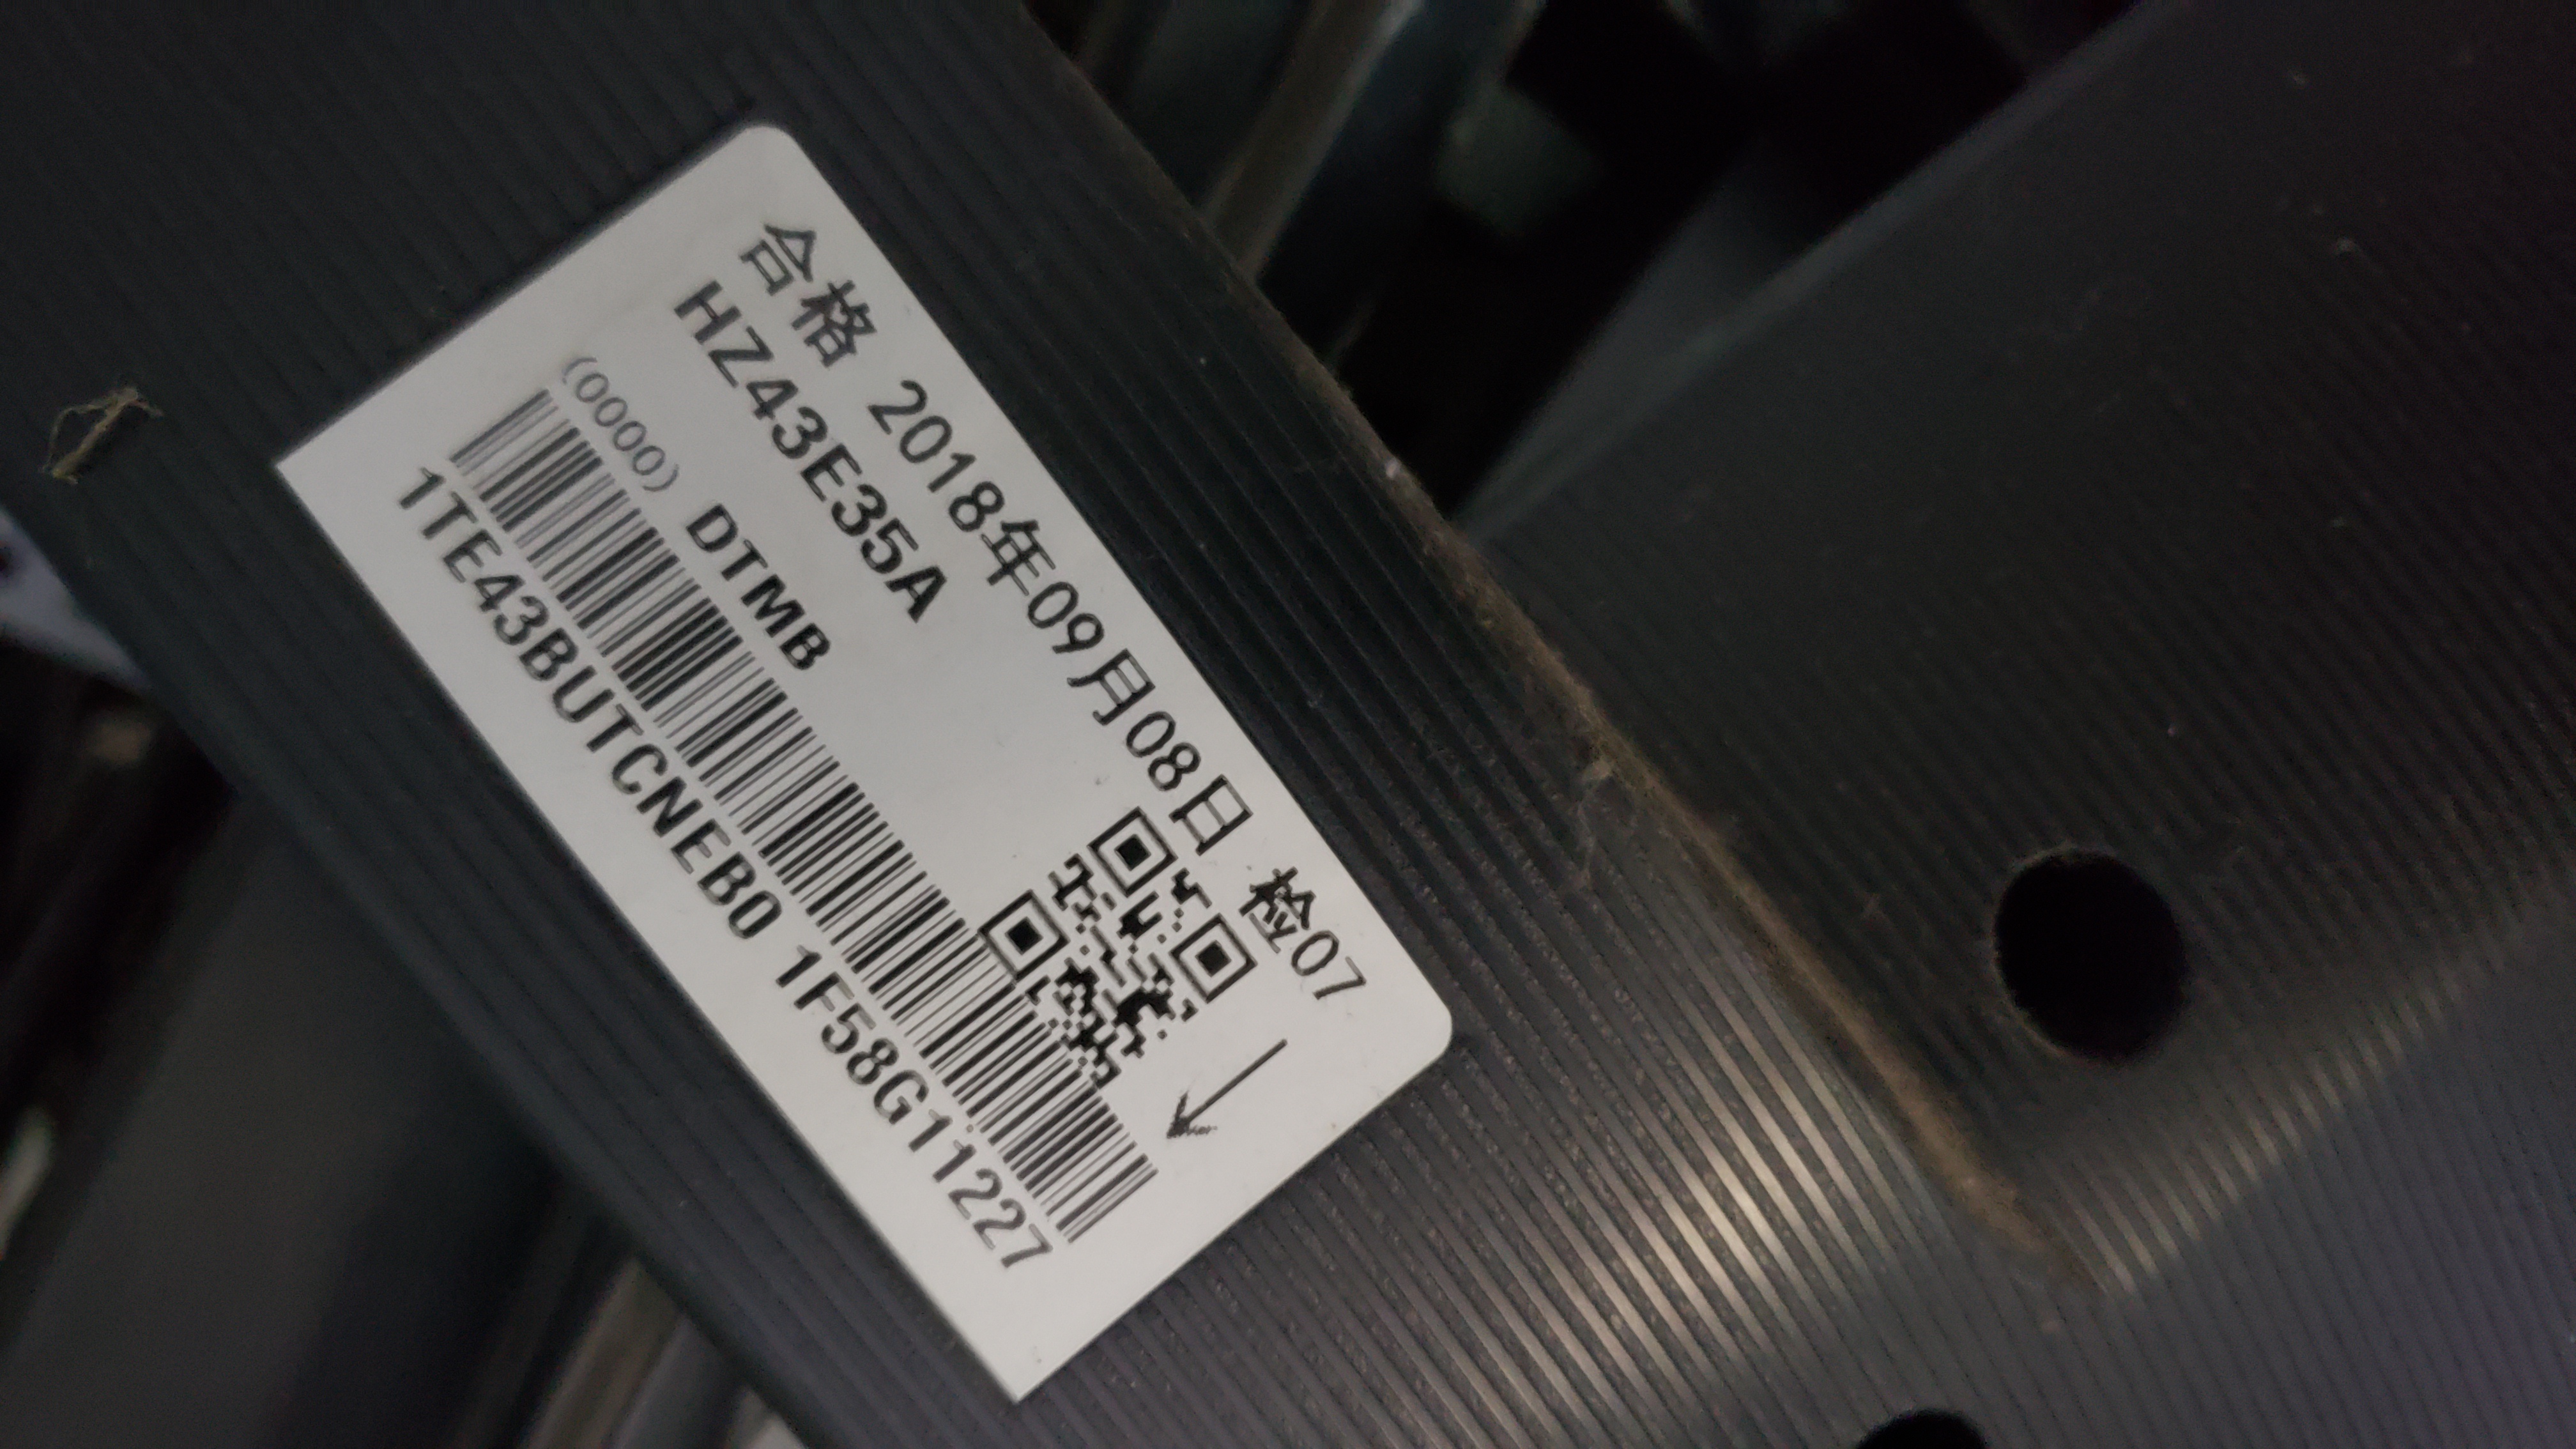 合格 2018年09月08日 检07
HZ43E35A
(0000) DTMB
1TE43BUTCNEB0 1F58G11227